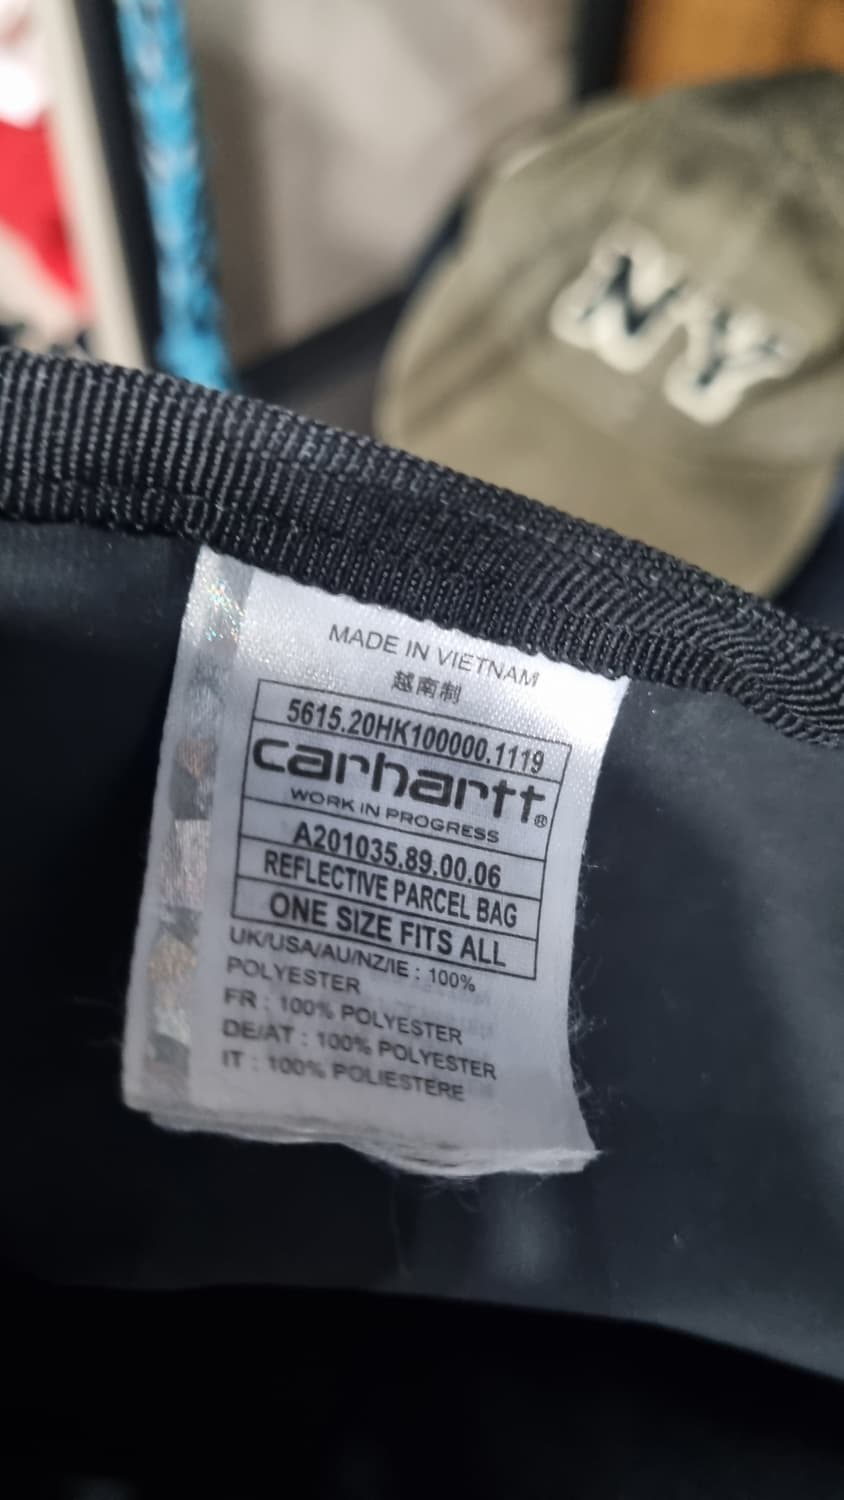 NY
MADE IN VIETNAM
越南制
5615.20HK100000.1119
carhartt®
WORK IN PROGRESS
A201035.89.00.06
REFLECTIVE PARCEL BAG
ONE SIZE FITS ALL
UK/USA/AU/NZ/IE : 100%
POLYESTER
FR : 100% POLYESTER
DE/AT : 100% POLYESTER
IT : 100% POLIESTERE